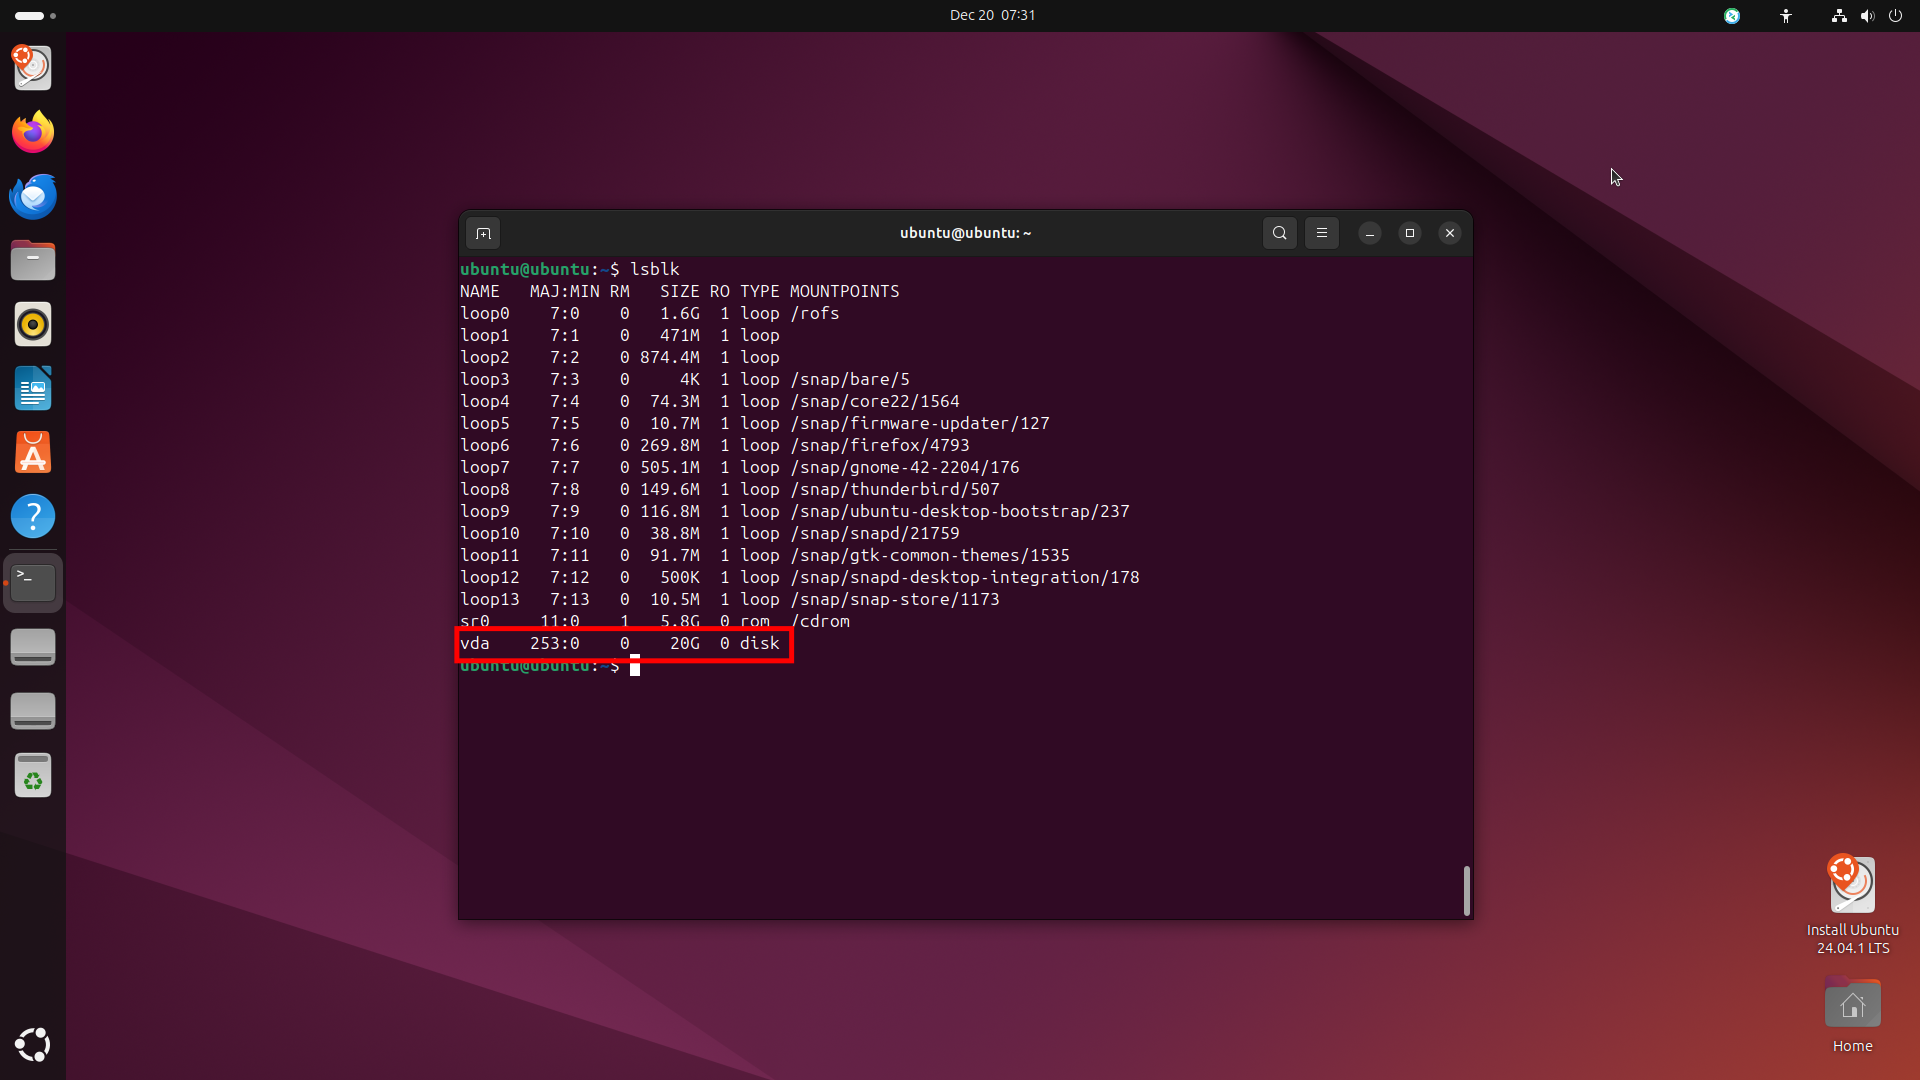 Dec 20 07:31
ubuntu@ubuntu: ~
ubuntu@ubuntu:~$ lsblk
NAME   MAJ:MIN RM   SIZE RO TYPE MOUNTPOINTS
loop0    7:0    0   1.6G  1 loop /rofs
loop1    7:1    0   471M  1 loop
loop2    7:2    0 874.4M  1 loop
loop3    7:3    0     4K  1 loop /snap/bare/5
loop4    7:4    0  74.3M  1 loop /snap/core22/1564
loop5    7:5    0  10.7M  1 loop /snap/firmware-updater/127
loop6    7:6    0 269.8M  1 loop /snap/firefox/4793
loop7    7:7    0 505.1M  1 loop /snap/gnome-42-2204/176
loop8    7:8    0 149.6M  1 loop /snap/thunderbird/507
loop9    7:9    0 116.8M  1 loop /snap/ubuntu-desktop-bootstrap/237
loop10   7:10   0  38.8M  1 loop /snap/snapd/21759
loop11   7:11   0  91.7M  1 loop /snap/gtk-common-themes/1535
loop12   7:12   0   500K  1 loop /snap/snapd-desktop-integration/178
loop13   7:13   0  10.5M  1 loop /snap/snap-store/1173
sr0     11:0    1   5.8G  0 rom  /cdrom
vda    253:0    0    20G  0 disk
ubuntu@ubuntu:~$
Install Ubuntu
24.04.1 LTS
Home